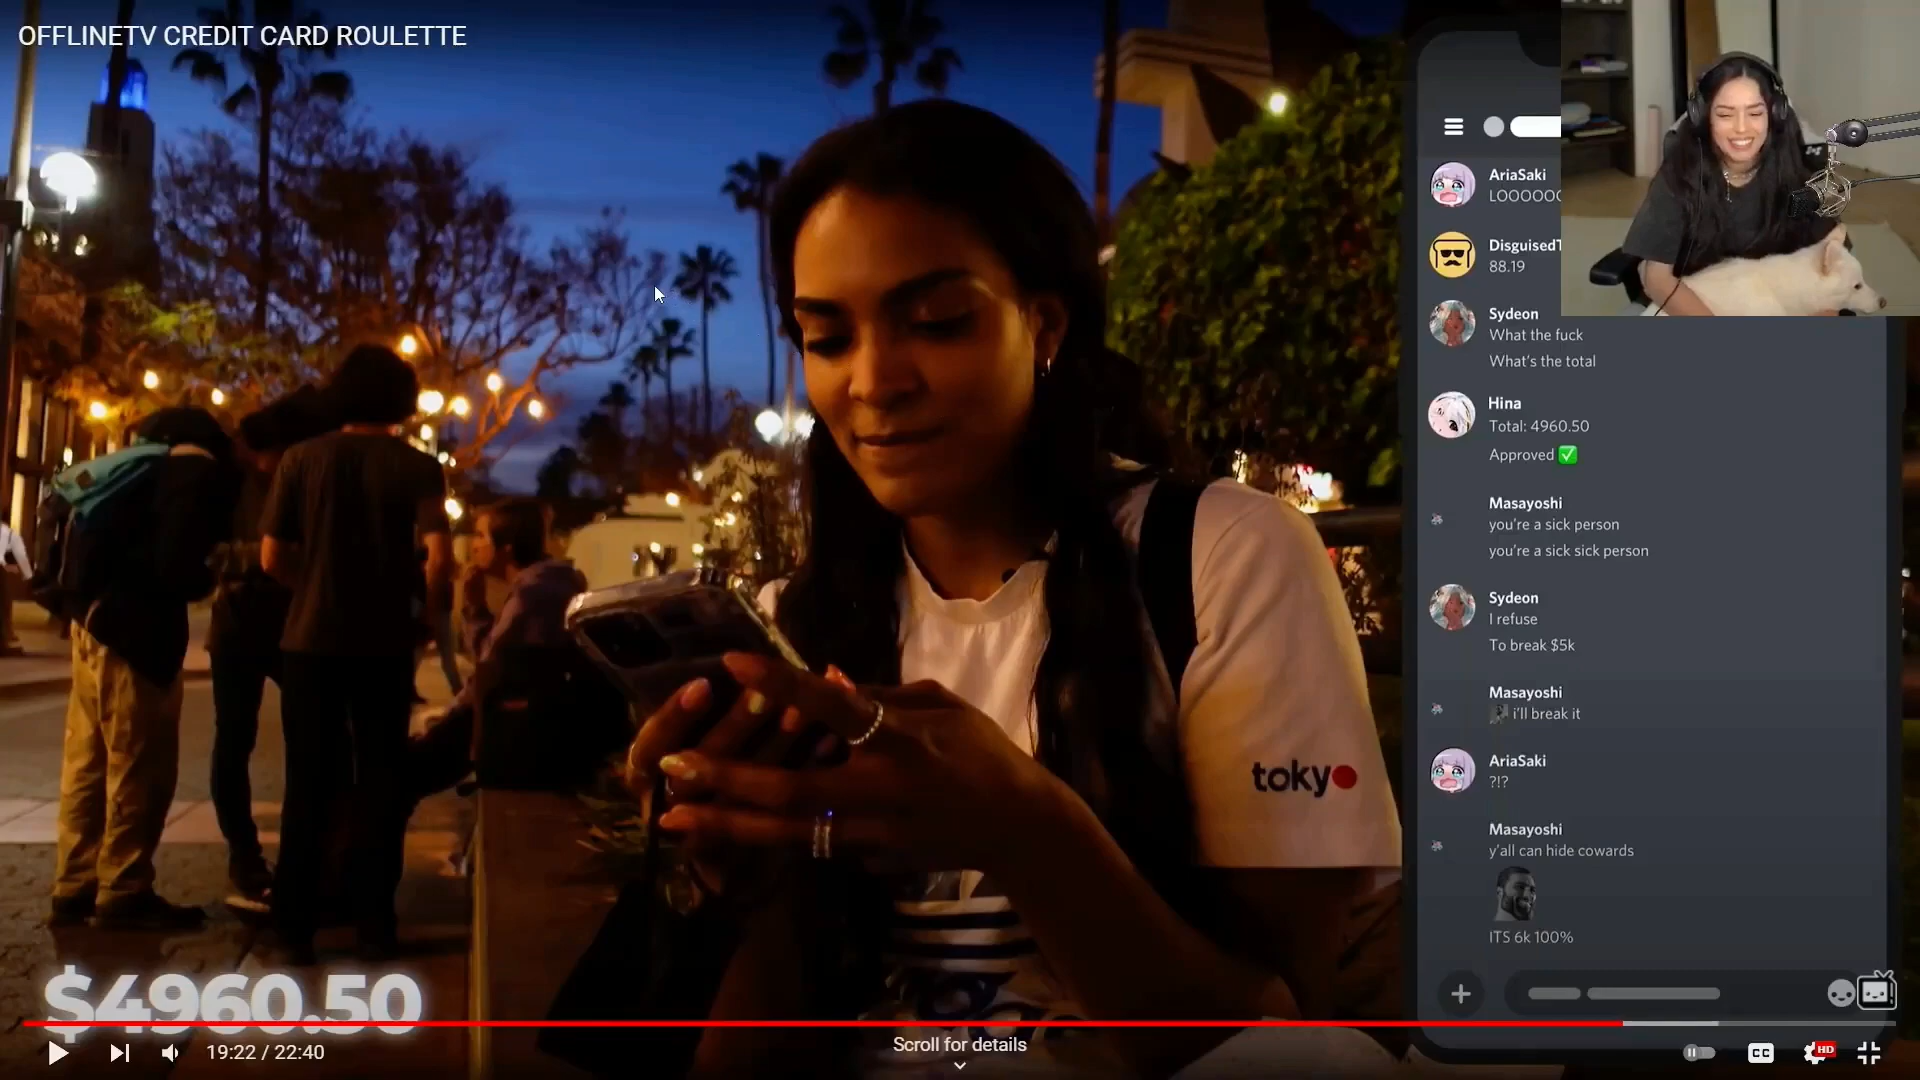 OFFLINETV CREDIT CARD ROULETTE
AriaSaki
LOOOOO
Disguised
88.19
Sydeon
What the fuck
What's the total
Hina
Total: 4960.50
Approved ✅
Masayoshi
you're a sick person
you're a sick sick person
Sydeon
I refuse
To break $5k
Masayoshi
i'll break it
AriaSaki
?!?
Masayoshi
y'all can hide cowards
ITS 6k 100%
tokyo
$4960.50
19:22 / 22:40
Scroll for details
CC
HD